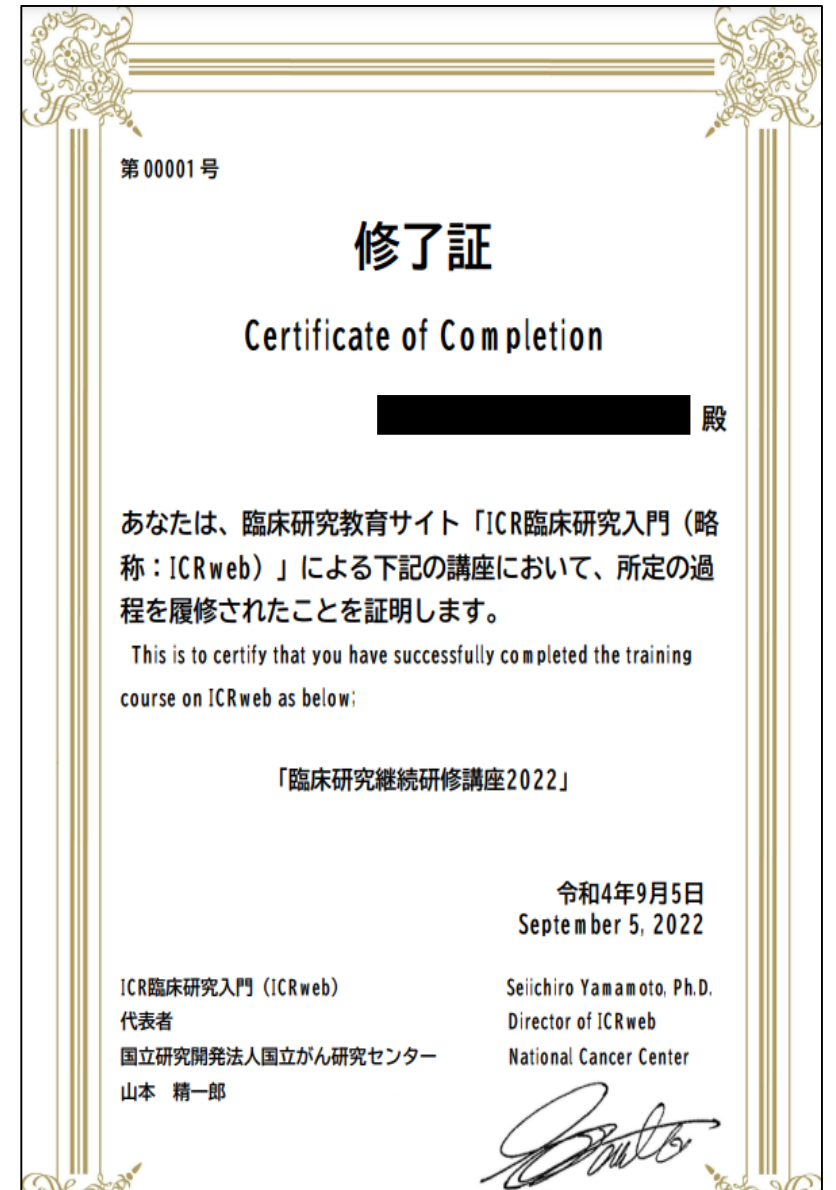 第00001号
修了証
Certificate of Completion
殿
あなたは、臨床研究教育サイト「ICR臨床研究入門（略
称：ICRweb）」による下記の講座において、所定の過
程を履修されたことを証明します。
This is to certify that you have successfully completed the training
course on ICRweb as below;
「臨床研究継続研修講座2022」
令和4年9月5日
September 5, 2022
ICR臨床研究入門（ICRweb）
代表者
国立研究開発法人国立がん研究センター
山本　精一郎
Seiichiro Yamamoto, Ph.D.
Director of ICRweb
National Cancer Center